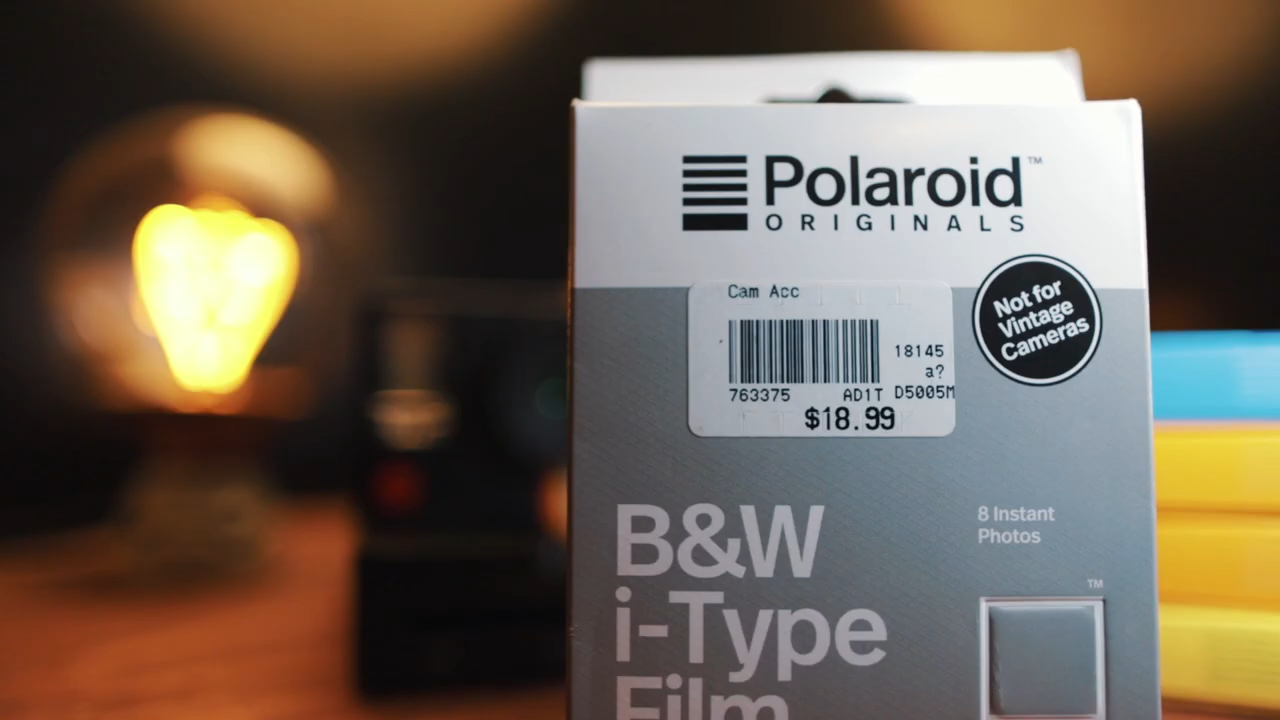 Polaroid™
ORIGINALS
Cam Acc
18145
a?
763375 AD1T D5005M
$18.99
Not for
Vintage
Cameras
B&W
i-Type
Film
8 Instant
Photos
™